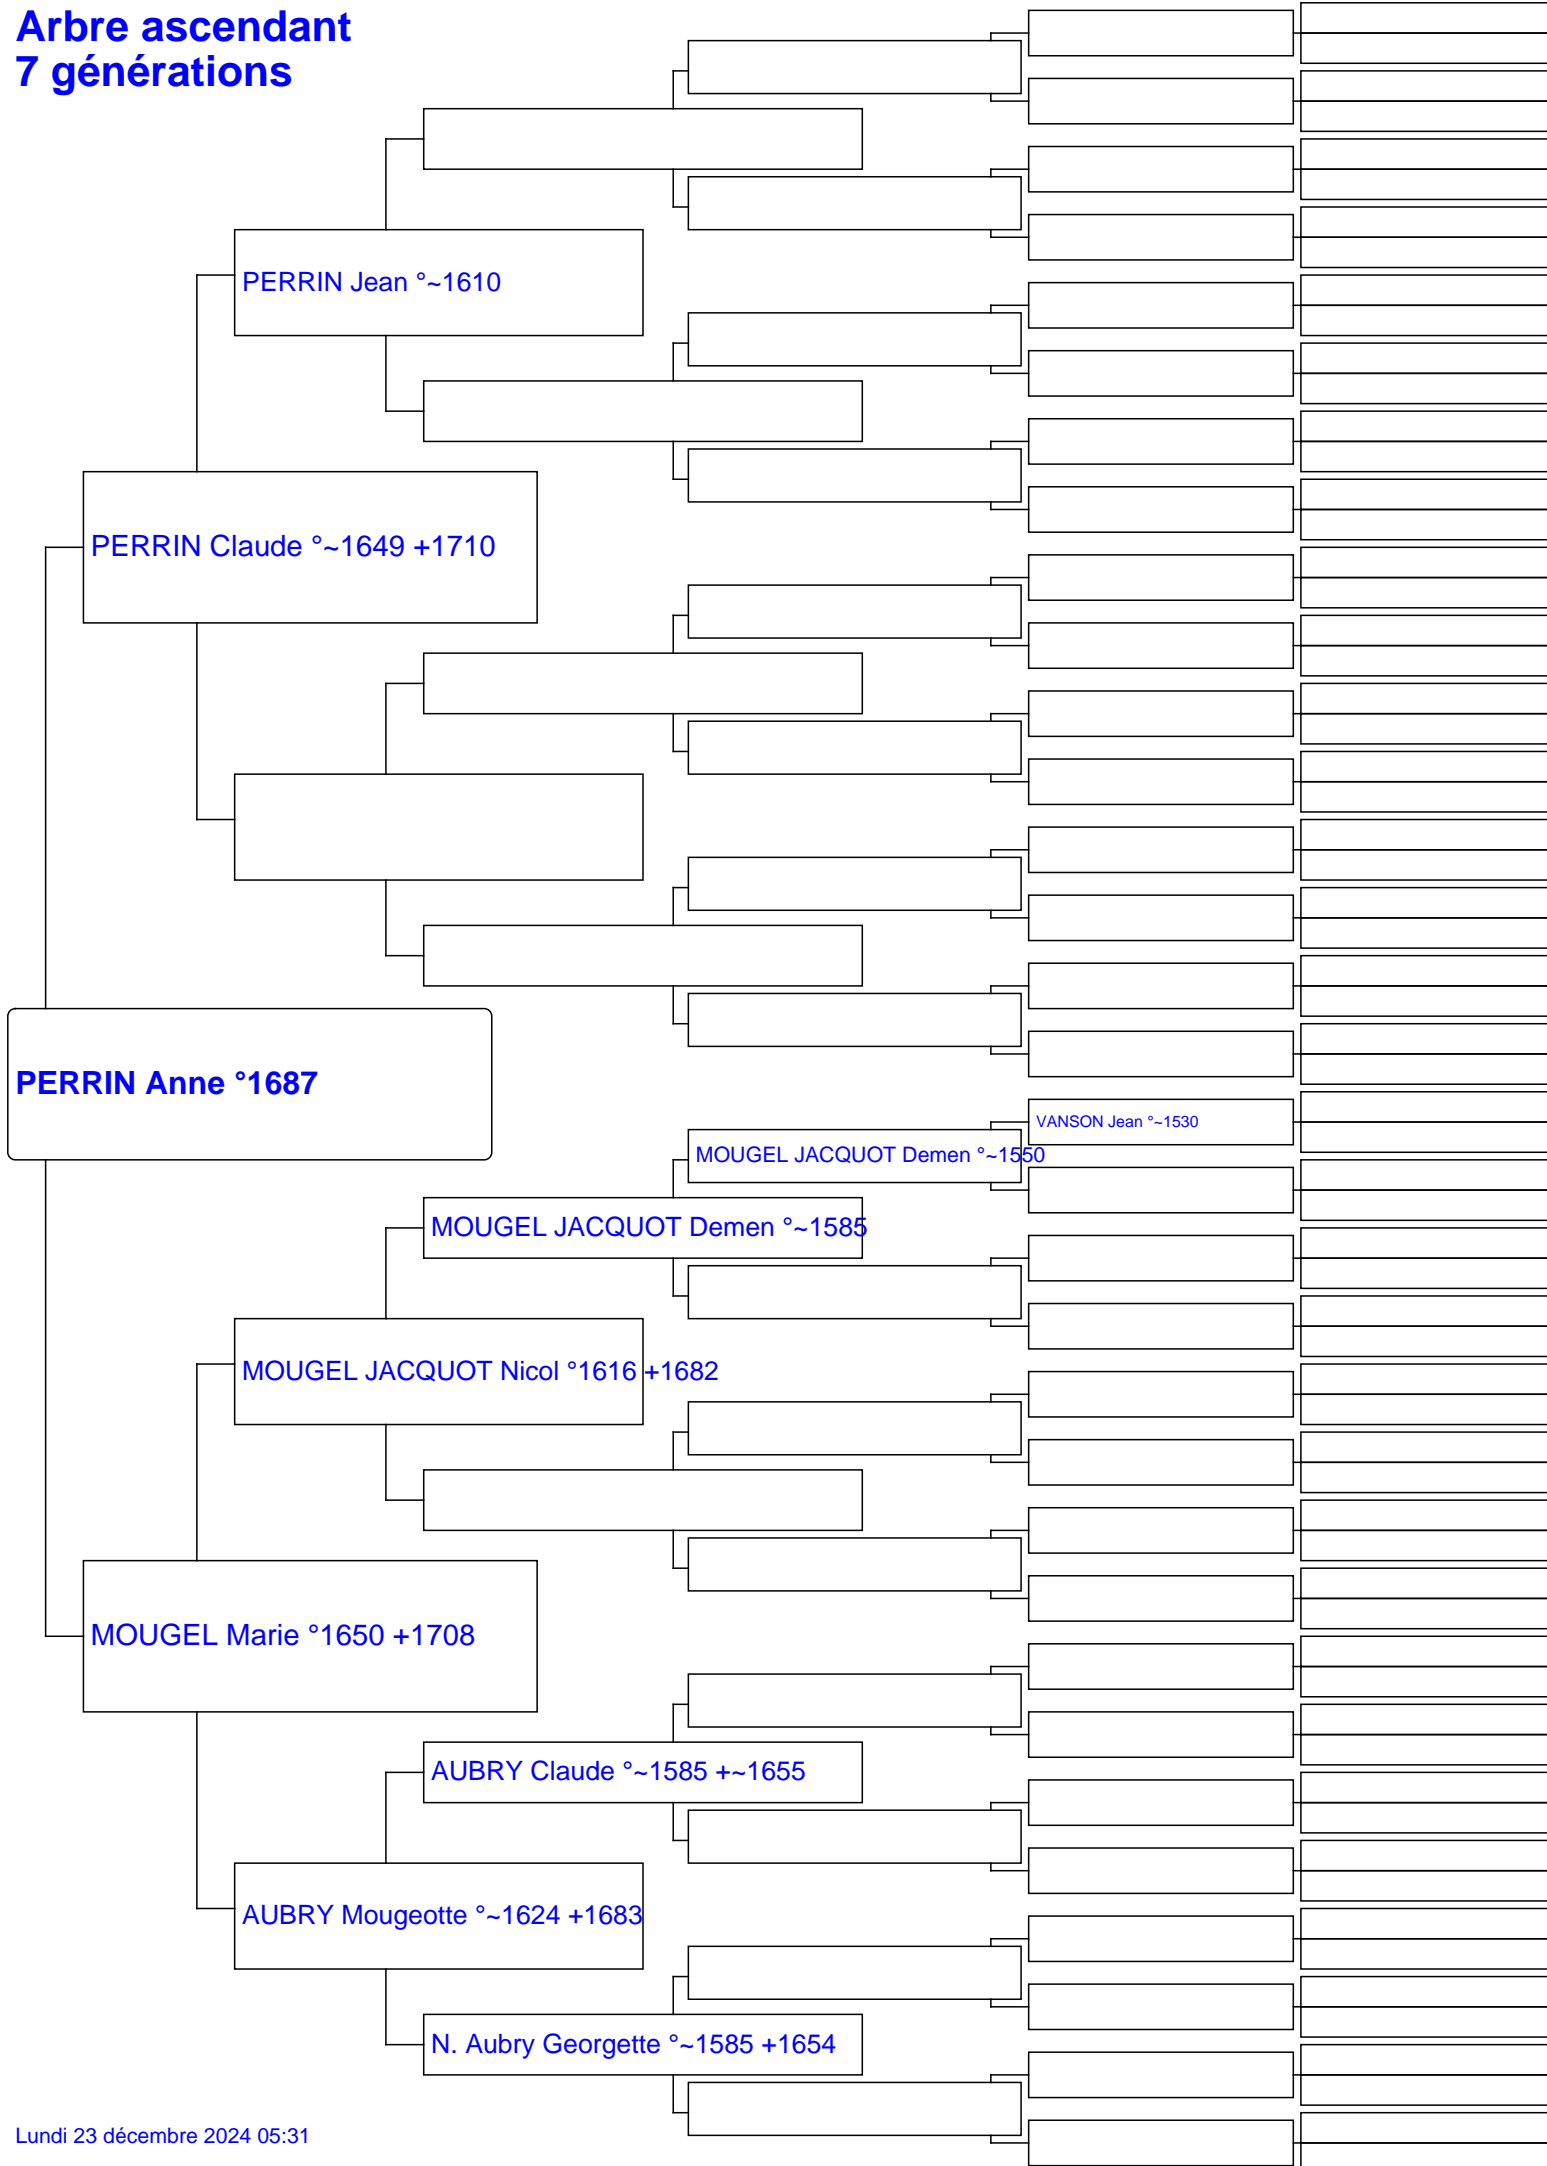 Arbre ascendant
7 générations
PERRIN Jean °~1610
PERRIN Claude °~1649 +1710
PERRIN Anne °1687
VANSON Jean °~1530
MOUGEL JACQUOT Demen °~1550
MOUGEL JACQUOT Demen °~1585
MOUGEL JACQUOT Nicol °1616 +1682
MOUGEL Marie °1650 +1708
AUBRY Claude °~1585 +~1655
AUBRY Mougeotte °~1624 +1683
N. Aubry Georgette °~1585 +1654
Lundi 23 décembre 2024 05:31